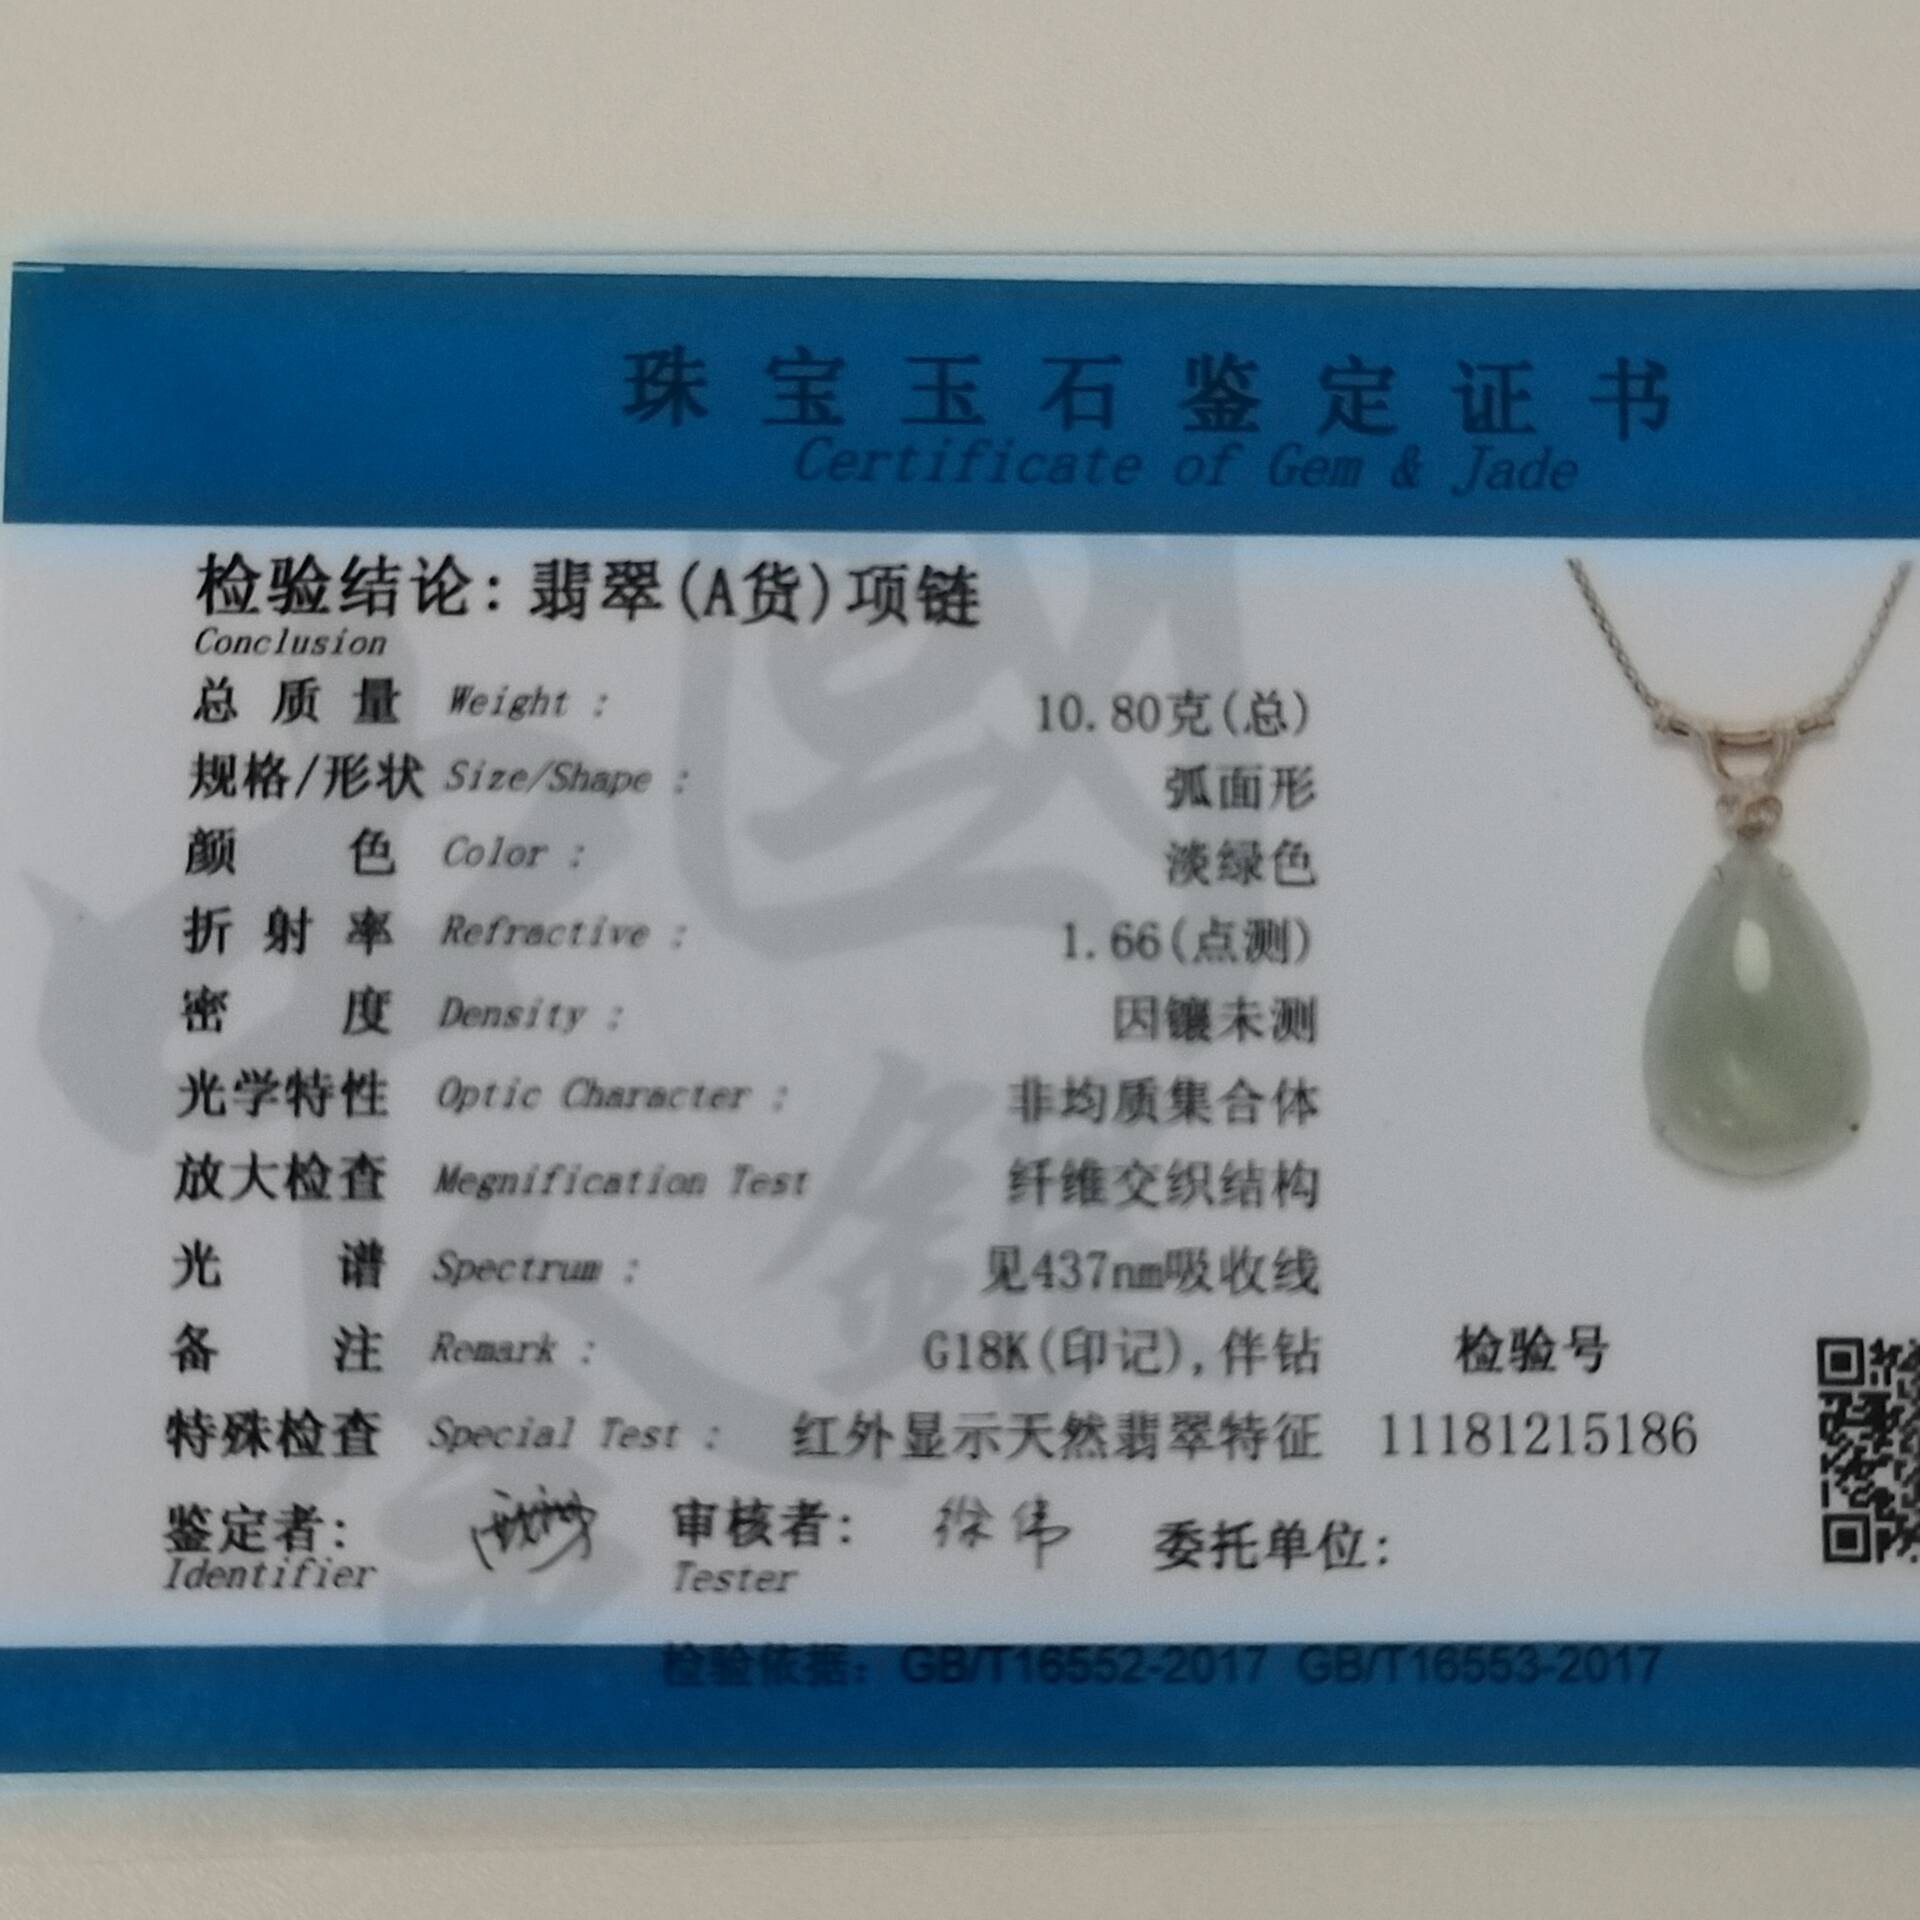 珠宝玉石鉴定证书
Certificate of Gem & Jade
检验结论：翡翠(A货)项链
Conclusion
总质量 Weight : 10.80克(总)
规格/形状 Size/Shape : 弧面形
颜色 Color : 淡绿色
折射率 Refractive : 1.66(点测)
密度 Density : 因镶未测
光学特性 Optic Character : 非均质集合体
放大检查 Megnification Test 纤维交织结构
光谱 Spectrum : 见437nm吸收线
备注 Remark : G18K(印记),伴钻 检验号
特殊检查 Special Test : 红外显示天然翡翠特征 11181215186
鉴定者: 审核者: 徐伟 委托单位:
Identifier Tester
检验依据：GB/T16552-2017 GB/T16553-2017